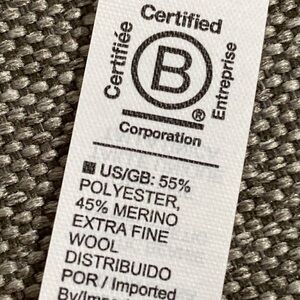 Certified
Certifiée
B
®
Entreprise
Corporation
US/GB: 55%
POLYESTER,
45% MERINO
EXTRA FINE
WOOL
DISTRIBUIDO
POR / Imported